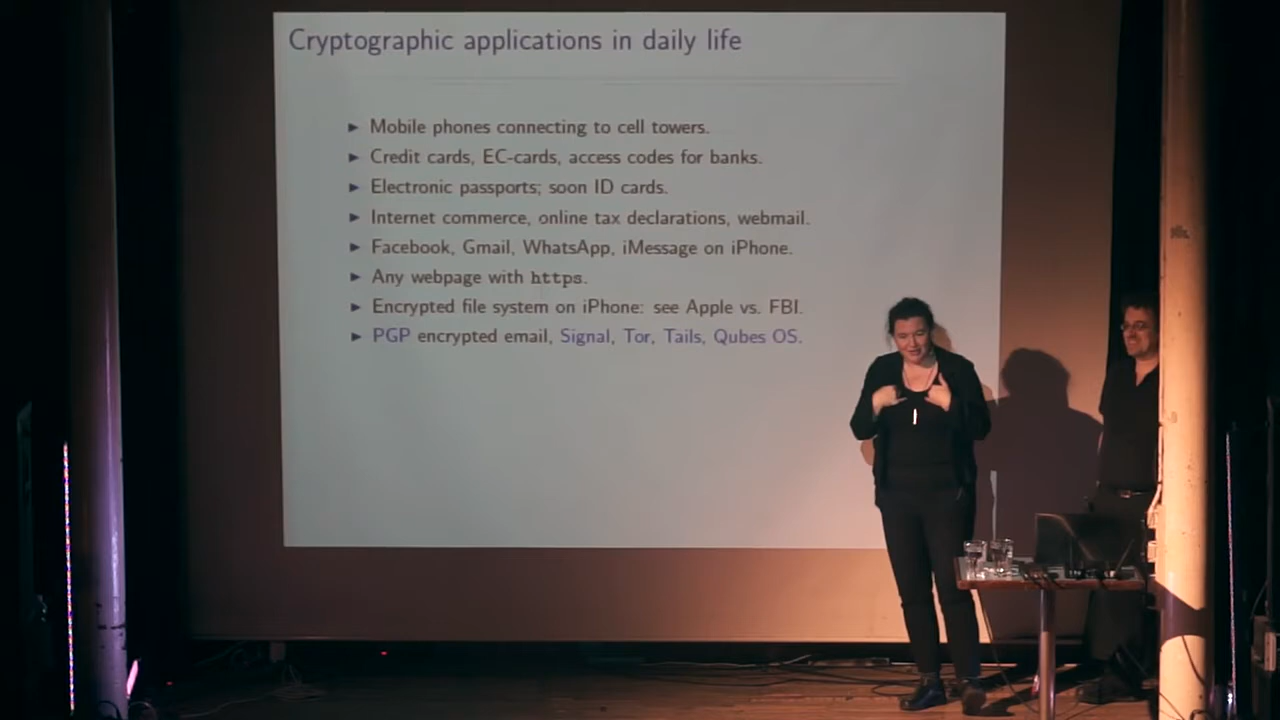 Cryptographic applications in daily life
► Mobile phones connecting to cell towers.
► Credit cards, EC-cards, access codes for banks.
► Electronic passports; soon ID cards.
► Internet commerce, online tax declarations, webmail.
► Facebook, Gmail, WhatsApp, iMessage on iPhone.
► Any webpage with https.
► Encrypted file system on iPhone: see Apple vs. FBI.
► PGP encrypted email, Signal, Tor, Tails, Qubes OS.